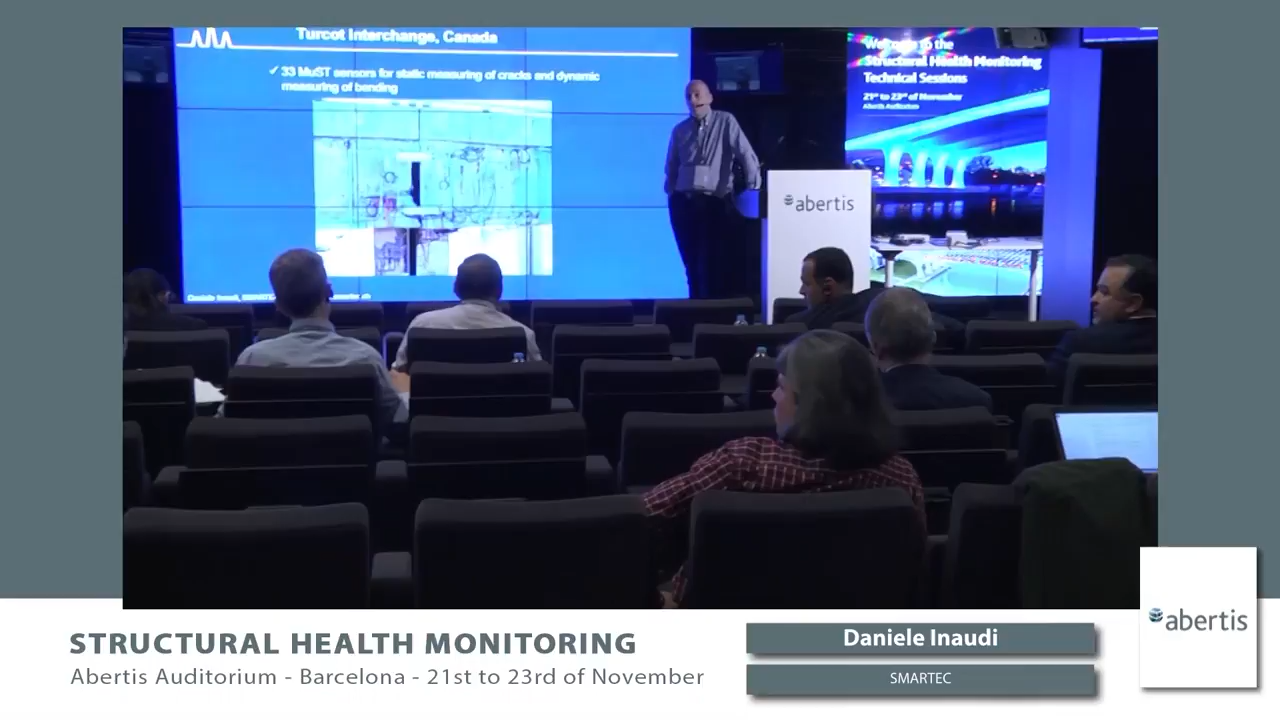 Turcot Interchange, Canada
✓ 33 MuST sensors for static measuring of cracks and dynamic
measuring of bending
Daniele Inaudi,
Welcome to the
Structural Health Monitoring
Technical Sessions
21st to 23rd of November
Abertis Auditorium
abertis
STRUCTURAL HEALTH MONITORING
Abertis Auditorium - Barcelona - 21st to 23rd of November
Daniele Inaudi
SMARTEC
abertis